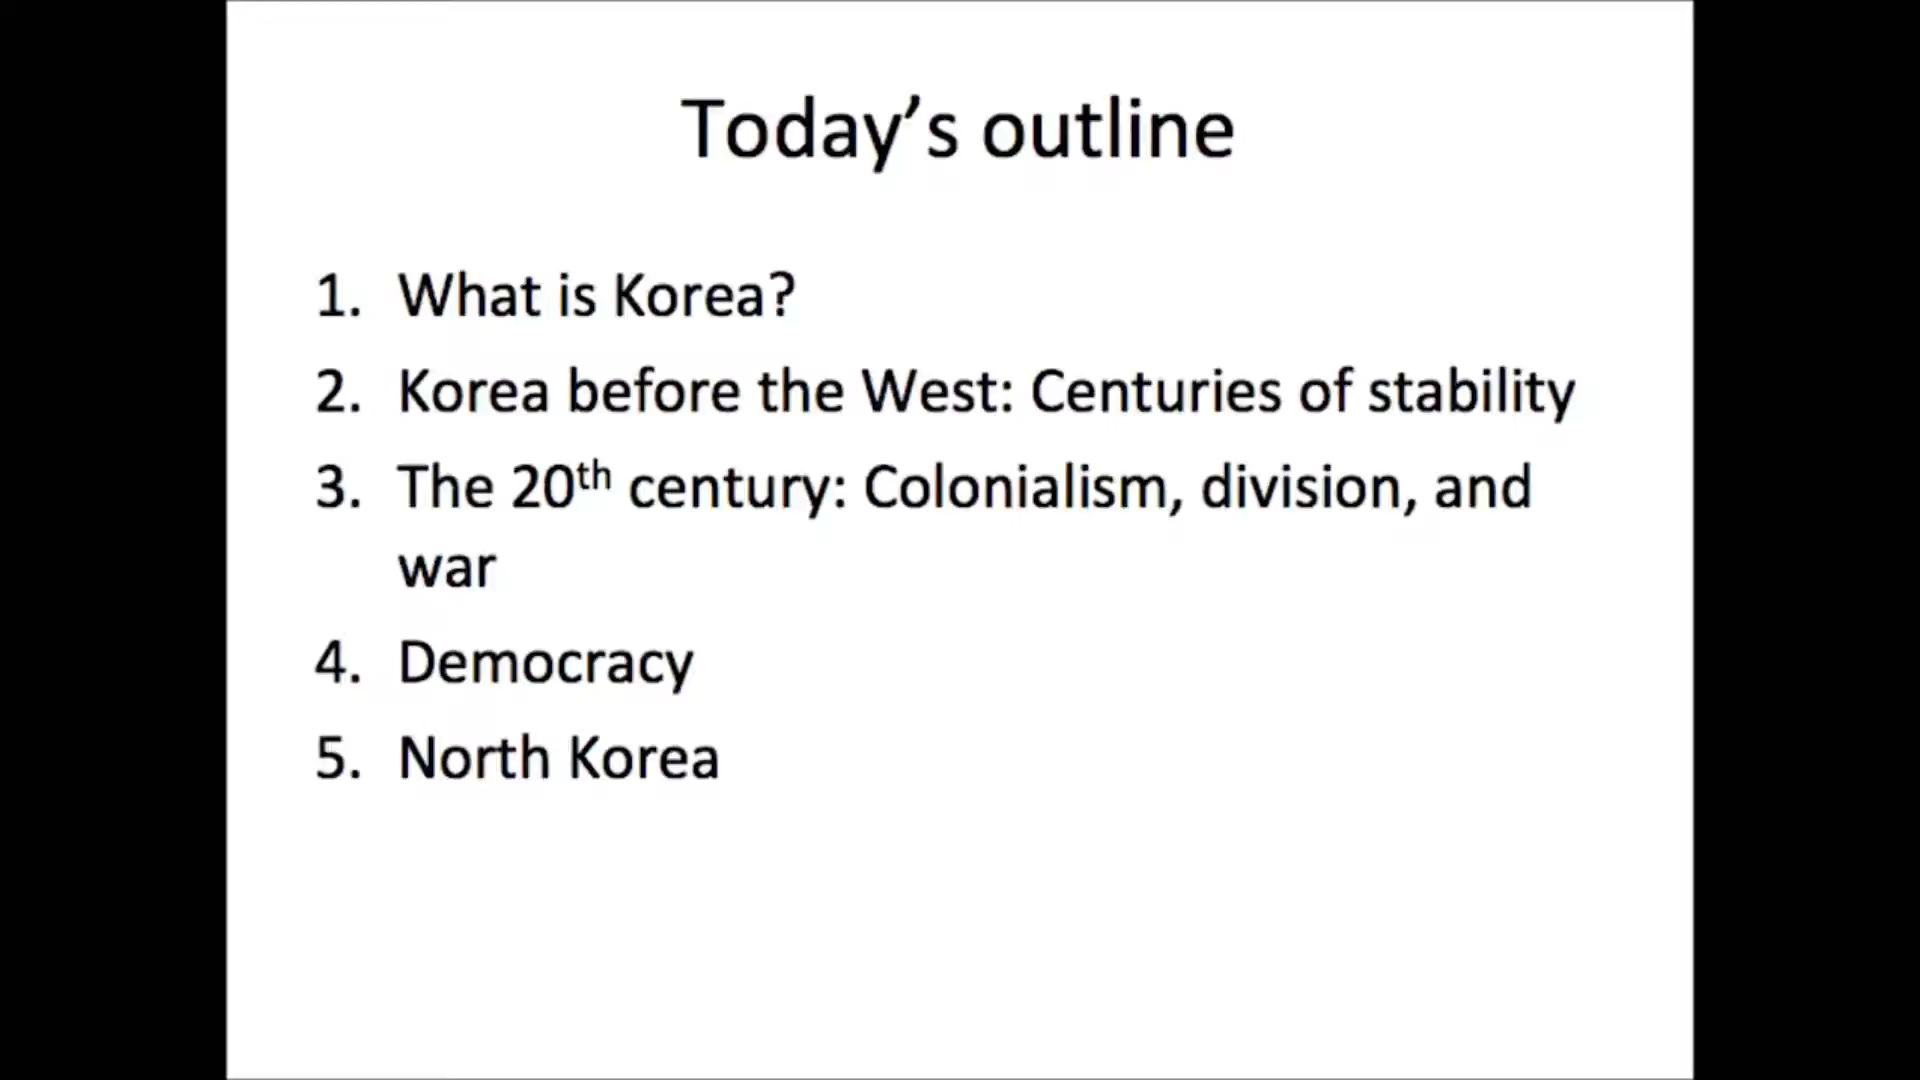 Today’s outline
1. What is Korea?
2. Korea before the West: Centuries of stability
3. The 20th century: Colonialism, division, and
war
4. Democracy
5. North Korea